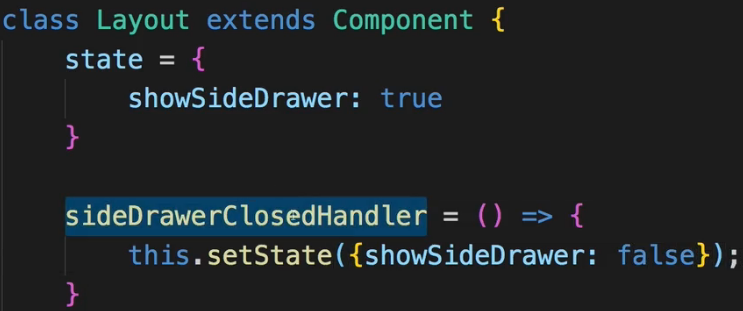 class Layout extends Component {
    state = {
        showSideDrawer: true
    }

    sideDrawerClosedHandler = () => {
        this.setState({showSideDrawer: false});
    }